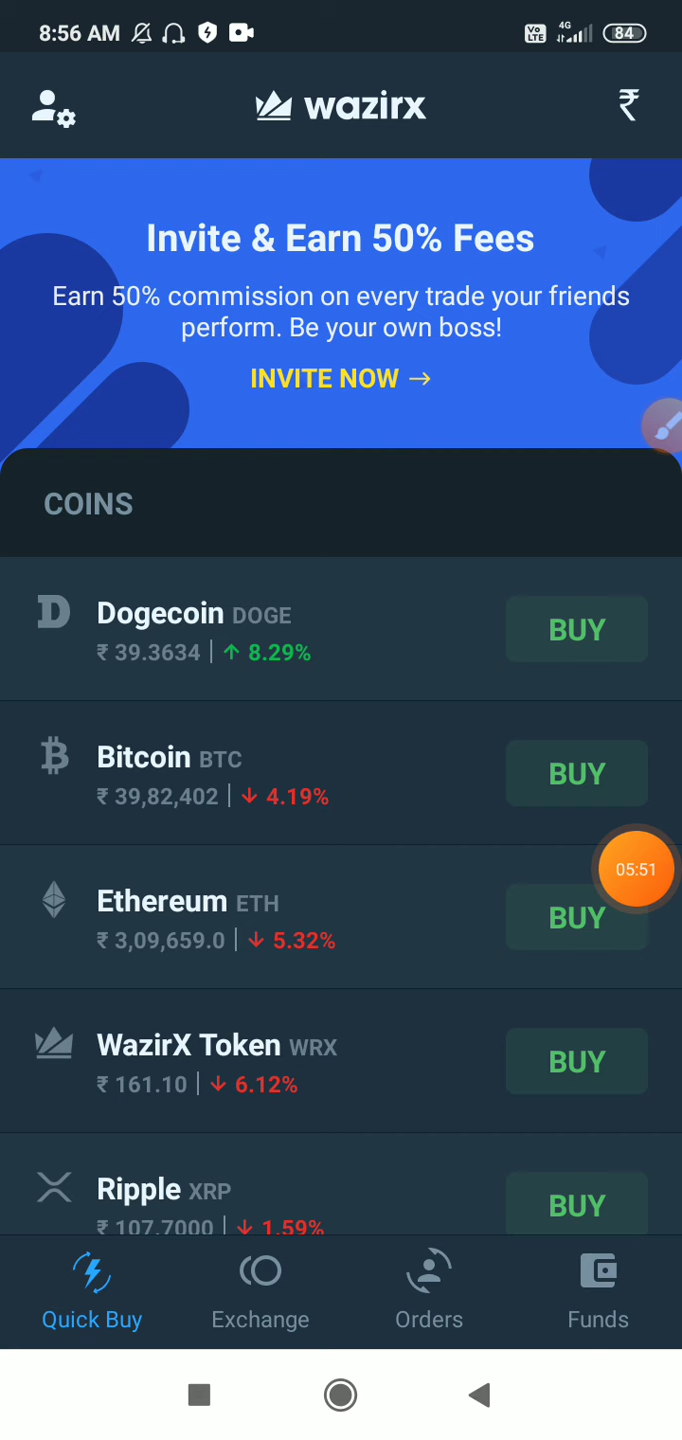 8:56 AM
Vo LTE 4G 84
wazirx ₹
Invite & Earn 50% Fees
Earn 50% commission on every trade your friends
perform. Be your own boss!
INVITE NOW →
COINS
Dogecoin DOGE
₹ 39.3634 | ↑ 8.29%
BUY
Bitcoin BTC
₹ 39,82,402 | ↓ 4.19%
BUY
05:51
Ethereum ETH
₹ 3,09,659.0 | ↓ 5.32%
BUY
WazirX Token WRX
₹ 161.10 | ↓ 6.12%
BUY
Ripple XRP
₹ 107.7000 | ↓ 1.59%
BUY
Quick Buy Exchange Orders Funds